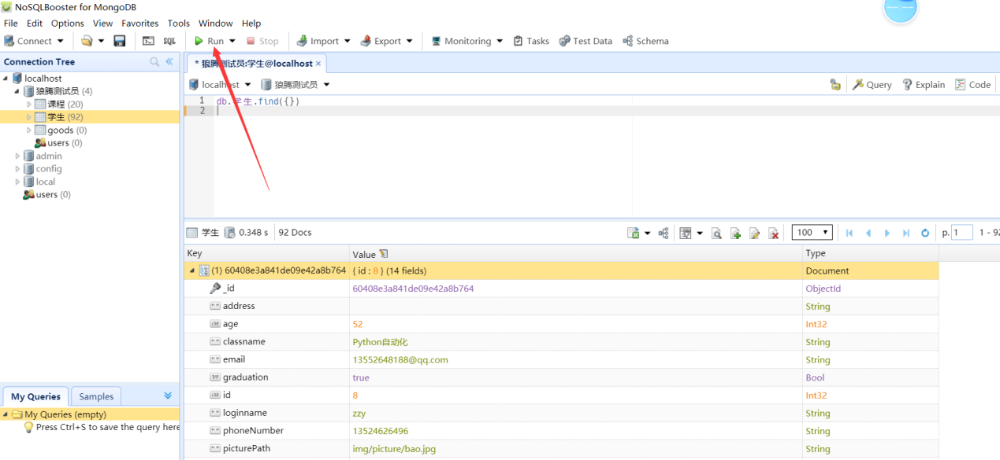 NoSQLBooster for MongoDB
File Edit Options View Favorites Tools Window Help
Connect SQL Run Stop Import Export Monitoring Tasks Test Data Schema
Connection Tree
localhost
狼腾测试员 (4)
课程 (20)
学生 (92)
goods (0)
users (0)
admin
config
local
users (0)
* 狼腾测试员:学生@localhost ×
localhost 狼腾测试员 Query Explain Code
1 db.学生.find({})
2
学生 0.348 s 92 Docs 100 p. 1 1 - 92
Key Value Type
(1) 60408e3a841de09e42a8b764 { id : 8 } (14 fields) Document
_id 60408e3a841de09e42a8b764 ObjectId
address String
age 52 Int32
classname Python自动化 String
email 13552648188@qq.com String
graduation true Bool
id 8 Int32
loginname zzy String
phoneNumber 13524626496 String
picturePath img/picture/bao.jpg String
My Queries Samples
My Queries (empty)
Press Ctrl+S to save the query here